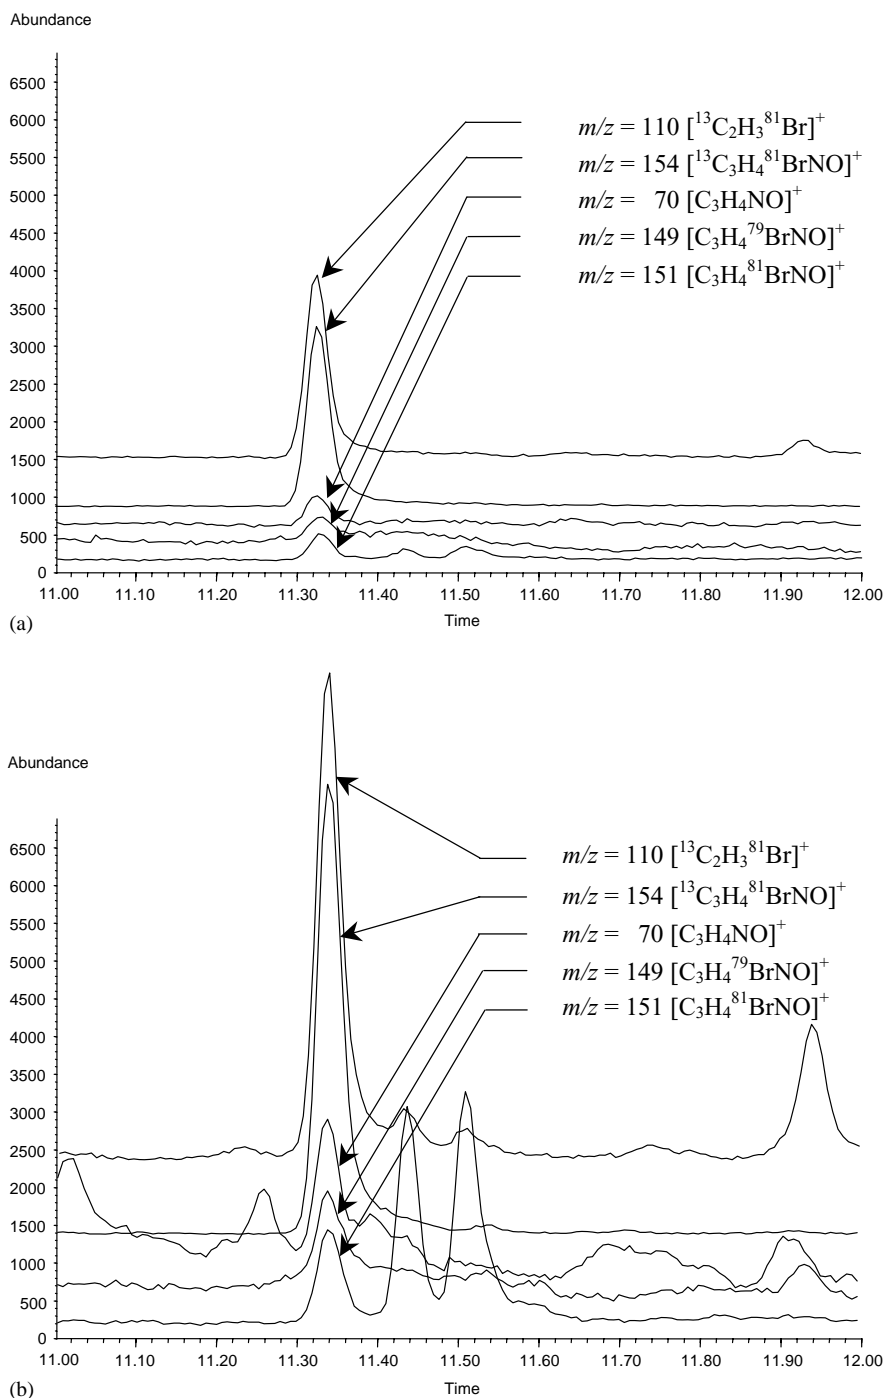 Abundance
6500
6000
5500
5000
4500
4000
3500
3000
2500
2000
1500
1000
500
0
m/z = 110 [¹³C₂H₃⁸¹Br]⁺
m/z = 154 [¹³C₃H₄⁸¹BrNO]⁺
m/z = 70 [C₃H₄NO]⁺
m/z = 149 [C₃H₄⁷⁹BrNO]⁺
m/z = 151 [C₃H₄⁸¹BrNO]⁺
11.00 11.10 11.20 11.30 11.40 11.50 11.60 11.70 11.80 11.90 12.00
Time
(a)
Abundance
6500
6000
5500
5000
4500
4000
3500
3000
2500
2000
1500
1000
500
0
m/z = 110 [¹³C₂H₃⁸¹Br]⁺
m/z = 154 [¹³C₃H₄⁸¹BrNO]⁺
m/z = 70 [C₃H₄NO]⁺
m/z = 149 [C₃H₄⁷⁹BrNO]⁺
m/z = 151 [C₃H₄⁸¹BrNO]⁺
11.00 11.10 11.20 11.30 11.40 11.50 11.60 11.70 11.80 11.90 12.00
Time
(b)